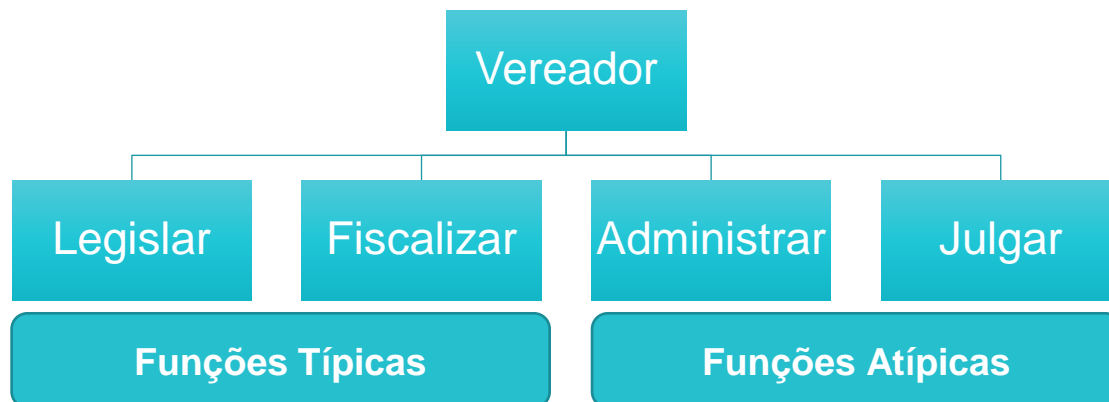 Vereador
Legislar
Fiscalizar
Administrar
Julgar
Funções Típicas
Funções Atípicas